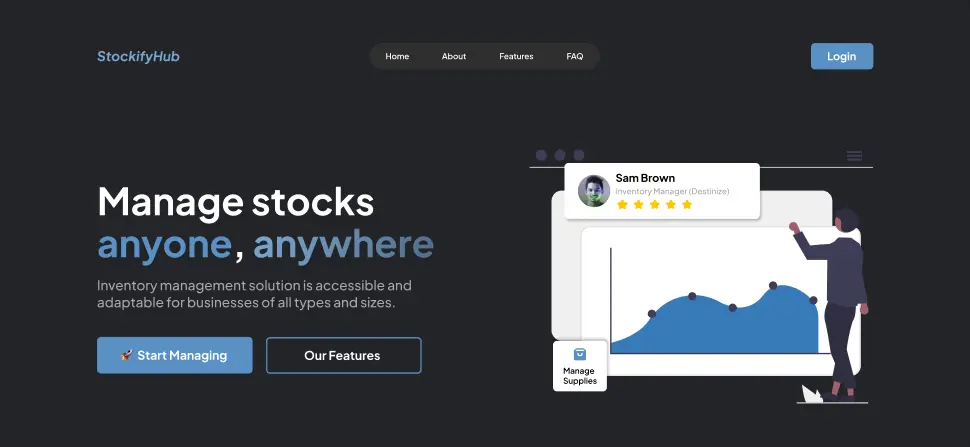 StockifyHub
Home
About
Features
FAQ
Login
Manage stocks
anyone, anywhere
Inventory management solution is accessible and
adaptable for businesses of all types and sizes.
🚀 Start Managing
Our Features
Sam Brown
Inventory Manager (Destinize)
Manage
Supplies